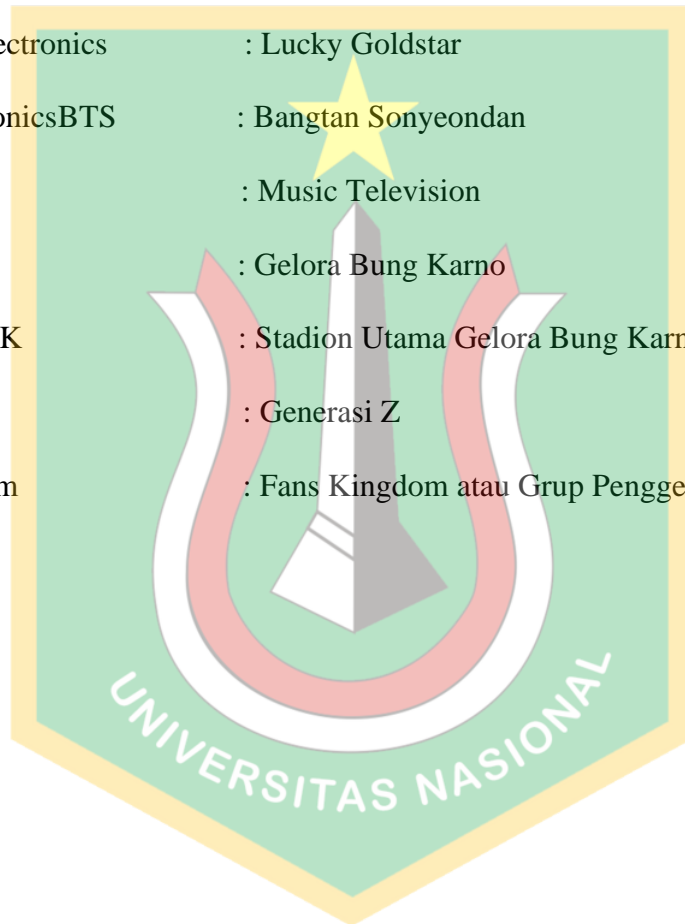 ectronics : Lucky Goldstar
onicsBTS : Bangtan Sonyeondan
: Music Television
: Gelora Bung Karno
K : Stadion Utama Gelora Bung Karn
: Generasi Z
m : Fans Kingdom atau Grup Pengge
UNIVERSITAS NASIONAL